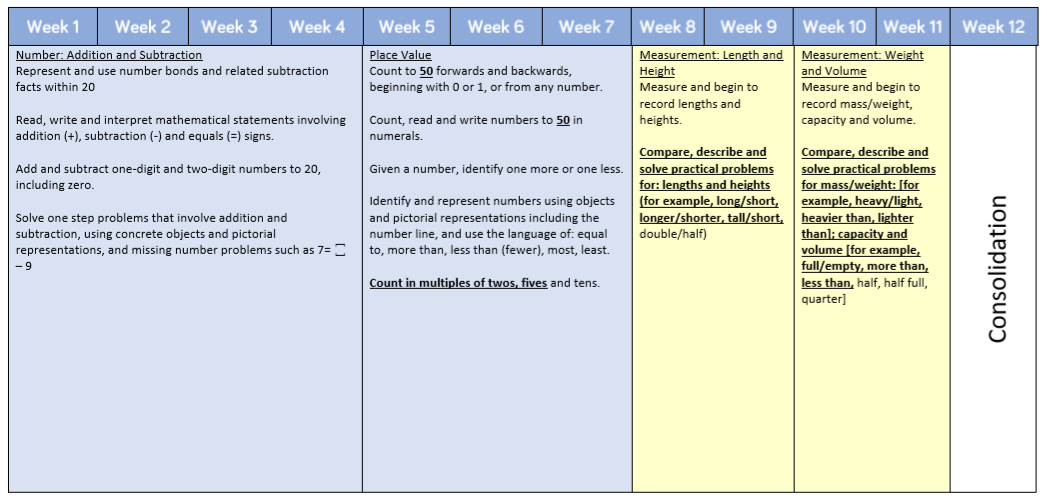 Week 1 Week 2 Week 3 Week 4 Week 5 Week 6 Week 7 Week 8 Week 9 Week 10 Week 11 Week 12
Number: Addition and Subtraction
Represent and use number bonds and related subtraction
facts within 20
Read, write and interpret mathematical statements involving
addition (+), subtraction (-) and equals (=) signs.
Add and subtract one-digit and two-digit numbers to 20,
including zero.
Solve one step problems that involve addition and
subtraction, using concrete objects and pictorial
representations, and missing number problems such as 7= □
– 9
Place Value
Count to 50 forwards and backwards,
beginning with 0 or 1, or from any number.
Count, read and write numbers to 50 in
numerals.
Given a number, identify one more or one less.
Identify and represent numbers using objects
and pictorial representations including the
number line, and use the language of: equal
to, more than, less than (fewer), most, least.
Count in multiples of twos, fives and tens.
Measurement: Length and
Height
Measure and begin to
record lengths and
heights.
Compare, describe and
solve practical problems
for: lengths and heights
(for example, long/short,
longer/shorter, tall/short,
double/half)
Measurement: Weight
and Volume
Measure and begin to
record mass/weight,
capacity and volume.
Compare, describe and
solve practical problems
for mass/weight: [for
example, heavy/light,
heavier than, lighter
than]; capacity and
volume [for example,
full/empty, more than,
less than, half, half full,
quarter]
Consolidation